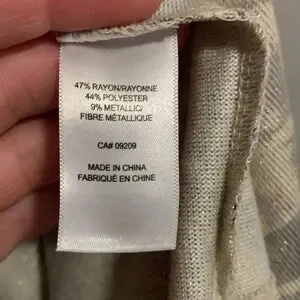 47% RAYON/RAYONNE
44% POLYESTER
9% METALLIC/
FIBRE MÉTALLIQUE
CA# 09209
MADE IN CHINA
FABRIQUÉ EN CHINE